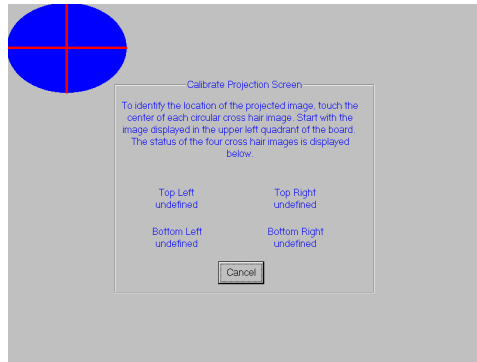 Calibrate Projection Screen
To identify the location of the projected image, touch the
center of each circular cross hair image. Start with the
image displayed in the upper left quadrant of the board.
The status of the four cross hair images is displayed
below.
Top Left
undefined
Top Right
undefined
Bottom Left
undefined
Bottom Right
undefined
Cancel